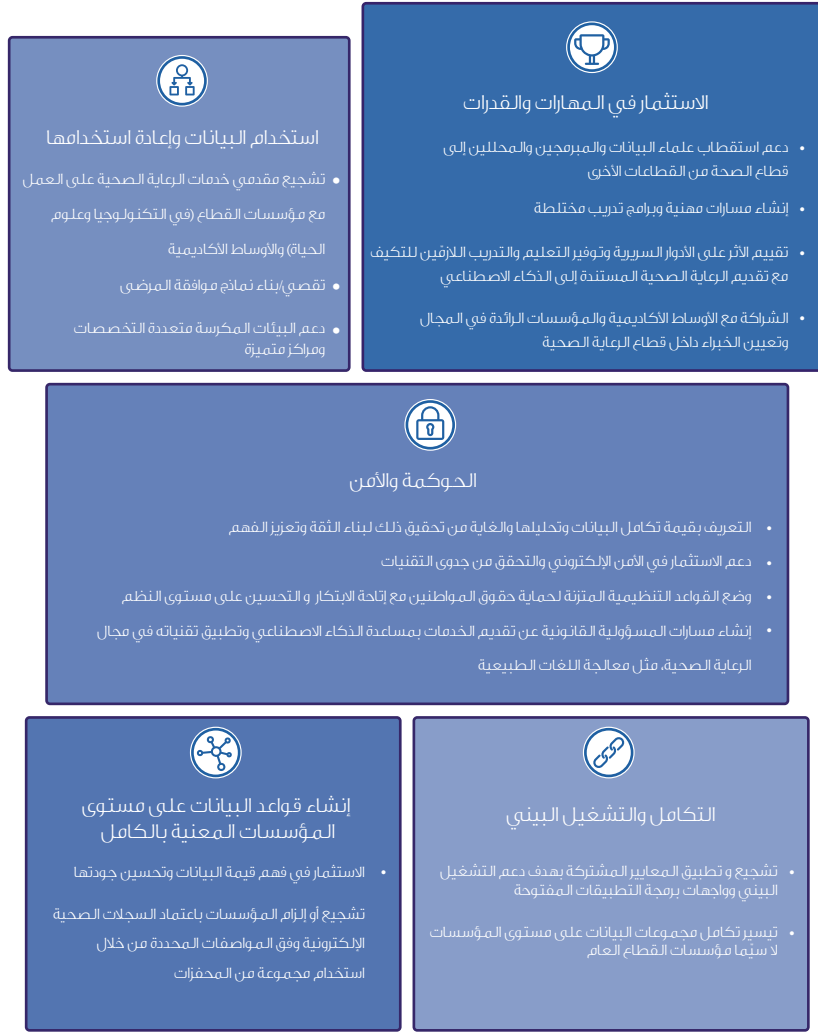 الاستثمار في المهارات والقدرات
• دعم استقطاب علماء البيانات والمبرمجين والمحللين إلى
قطاع الصحة من القطاعات الأخرى
• إنشاء مسارات مهنية وبرامج تدريب مختلطة
• تقييم الأثر على الأدوار السريرية وتوفير التعليم والتدريب اللازمَين للتكيف
مع تقديم الرعاية الصحية المستندة إلى الذكاء الاصطناعي
• الشراكة مع الأوساط الأكاديمية والمؤسسات الرائدة في المجال
وتعيين الخبراء داخل قطاع الرعاية الصحية
استخدام البيانات وإعادة استخدامها
• تشجيع مقدمي خدمات الرعاية الصحية على العمل
مع مؤسسات القطاع (في التكنولوجيا وعلوم
الحياة) والأوساط الأكاديمية
• تقصي/بناء نماذج موافقة المرضى
• دعم البيئات المكرسة متعددة التخصصات
ومراكز متميزة
الحوكمة والأمن
• التعريف بقيمة تكامل البيانات وتحليلها والغاية من تحقيق ذلك لبناء الثقة وتعزيز الفهم
• دعم الاستثمار في الأمن الإلكتروني والتحقق من جدوى التقنيات
• وضع القواعد التنظيمية المتزنة لحماية حقوق المواطنين مع إتاحة الابتكار و التحسين على مستوى النظم
• إنشاء مسارات المسؤولية القانونية عن تقديم الخدمات بمساعدة الذكاء الاصطناعي وتطبيق تقنياته في مجال
الرعاية الصحية، مثل معالجة اللغات الطبيعية
التكامل والتشغيل البيني
• تشجيع و تطبيق المعايير المشتركة بهدف دعم التشغيل
البيني وواجهات برمجة التطبيقات المفتوحة
• تيسير تكامل مجموعات البيانات على مستوى المؤسسات
لا سيّما مؤسسات القطاع العام
إنشاء قواعد البيانات على مستوى
المؤسسات المعنية بالكامل
• الاستثمار في فهم قيمة البيانات وتحسين جودتها
تشجيع أو إلزام المؤسسات باعتماد السجلات الصحية
الإلكترونية وفق المواصفات المحددة من خلال
استخدام مجموعة من المحفزات